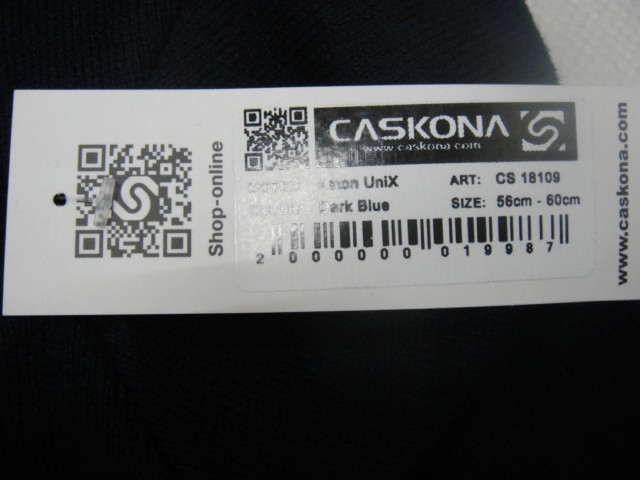 Shop-online
CASKONA
www.caskona.com
UniX
ART: CS 18109
Dark Blue
SIZE: 56cm - 60cm
2 000000 019987
www.caskona.com